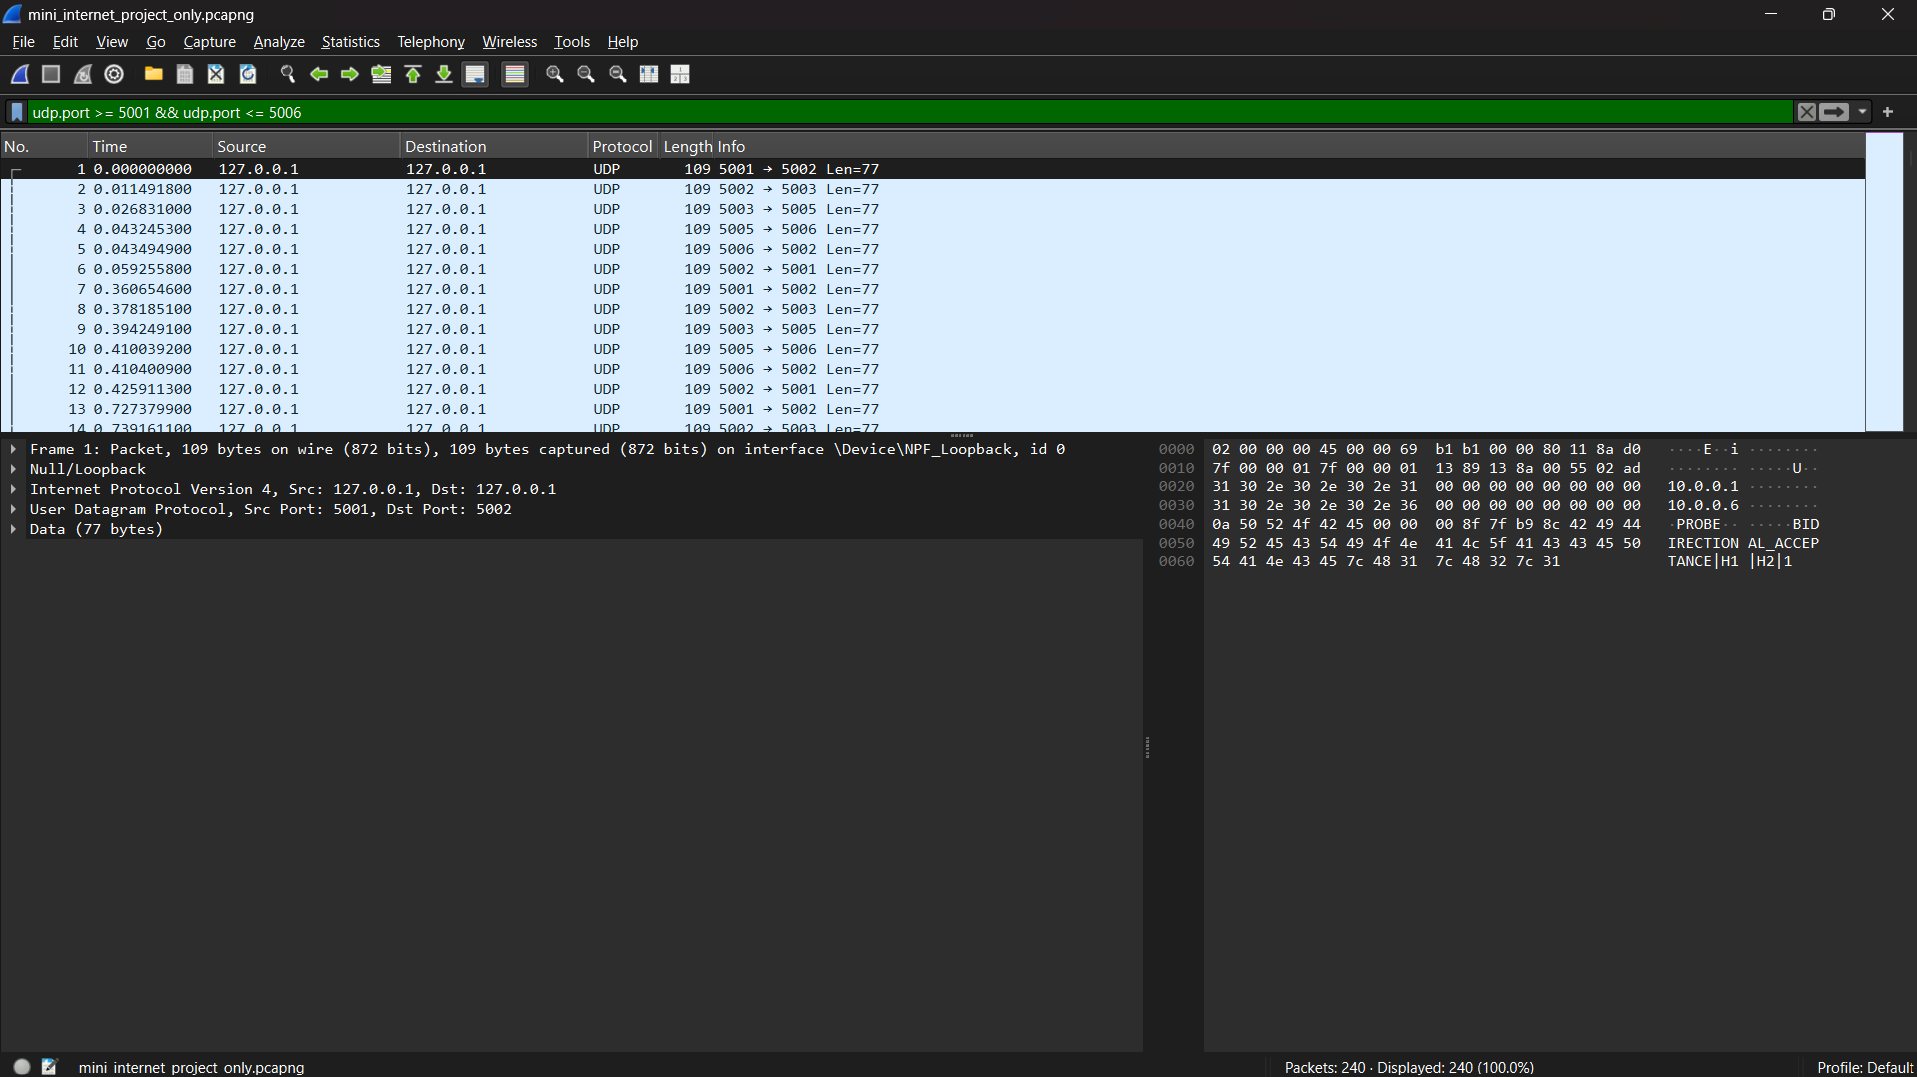 mini_internet_project_only.pcapng
File Edit View Go Capture Analyze Statistics Telephony Wireless Tools Help
udp.port >= 5001 && udp.port <= 5006
No. Time Source Destination Protocol Length Info
1 0.000000000 127.0.0.1 127.0.0.1 UDP 109 5001 → 5002 Len=77
2 0.011491800 127.0.0.1 127.0.0.1 UDP 109 5002 → 5003 Len=77
3 0.026831000 127.0.0.1 127.0.0.1 UDP 109 5003 → 5005 Len=77
4 0.043245300 127.0.0.1 127.0.0.1 UDP 109 5005 → 5006 Len=77
5 0.043494900 127.0.0.1 127.0.0.1 UDP 109 5006 → 5002 Len=77
6 0.059255800 127.0.0.1 127.0.0.1 UDP 109 5002 → 5001 Len=77
7 0.360654600 127.0.0.1 127.0.0.1 UDP 109 5001 → 5002 Len=77
8 0.378185100 127.0.0.1 127.0.0.1 UDP 109 5002 → 5003 Len=77
9 0.394249100 127.0.0.1 127.0.0.1 UDP 109 5003 → 5005 Len=77
10 0.410039200 127.0.0.1 127.0.0.1 UDP 109 5005 → 5006 Len=77
11 0.410400900 127.0.0.1 127.0.0.1 UDP 109 5006 → 5002 Len=77
12 0.425911300 127.0.0.1 127.0.0.1 UDP 109 5002 → 5001 Len=77
13 0.727379900 127.0.0.1 127.0.0.1 UDP 109 5001 → 5002 Len=77
14 0.739161100 127.0.0.1 127.0.0.1 UDP 109 5002 → 5003 Len=77
Frame 1: Packet, 109 bytes on wire (872 bits), 109 bytes captured (872 bits) on interface \Device\NPF_Loopback, id 0
Null/Loopback
Internet Protocol Version 4, Src: 127.0.0.1, Dst: 127.0.0.1
User Datagram Protocol, Src Port: 5001, Dst Port: 5002
Data (77 bytes)
0000 02 00 00 00 45 00 00 69 b1 b1 00 00 80 11 8a d0 ····E··i ········
0010 7f 00 00 01 7f 00 00 01 13 89 13 8a 00 55 02 ad ········ ·····U··
0020 31 30 2e 30 2e 30 2e 31 00 00 00 00 00 00 00 00 10.0.0.1 ········
0030 31 30 2e 30 2e 30 2e 36 00 00 00 00 00 00 00 00 10.0.0.6 ········
0040 0a 50 52 4f 42 45 00 00 00 8f 7f b9 8c 42 49 44 ·PROBE·· ·····BID
0050 49 52 45 43 54 49 4f 4e 41 4c 5f 41 43 43 45 50 IRECTION AL_ACCEP
0060 54 41 4e 43 45 7c 48 31 7c 48 32 7c 31 TANCE|H1 |H2|1
mini_internet_project_only.pcapng
Packets: 240 · Displayed: 240 (100.0%)
Profile: Default